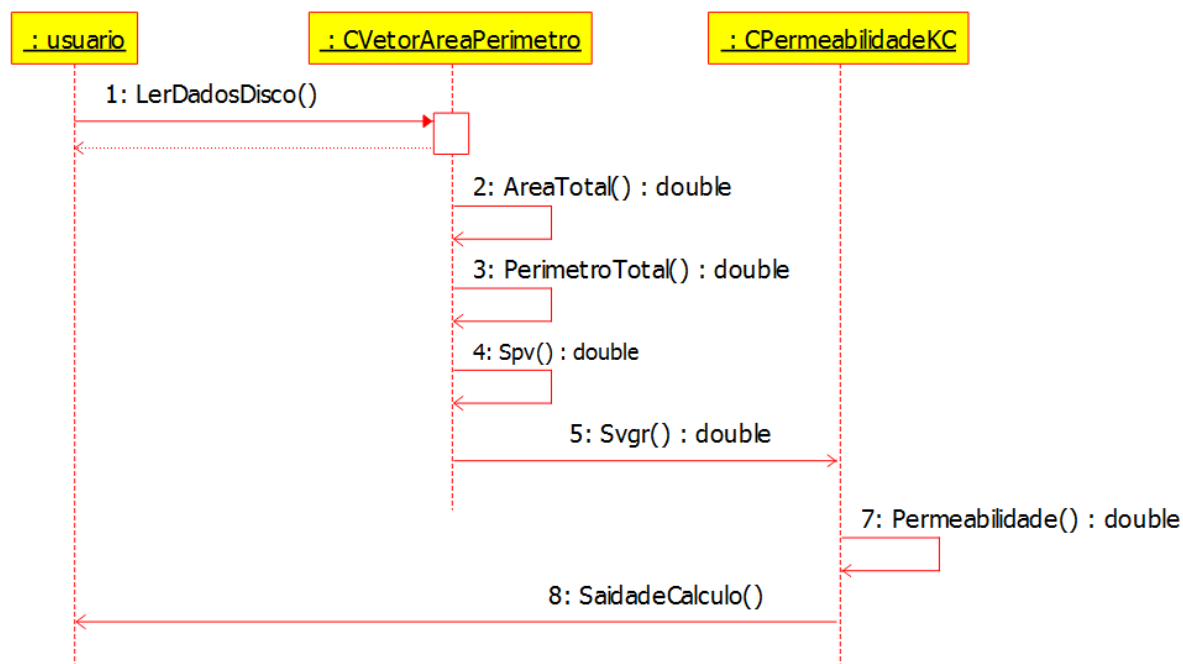 : usuario
: CVetorAreaPerimetro
: CPermeabilidadeKC
1: LerDadosDisco()
2: AreaTotal() : double
3: PerimetroTotal() : double
4: Spv() : double
5: Svgr() : double
7: Permeabilidade() : double
8: SaidadeCalculo()